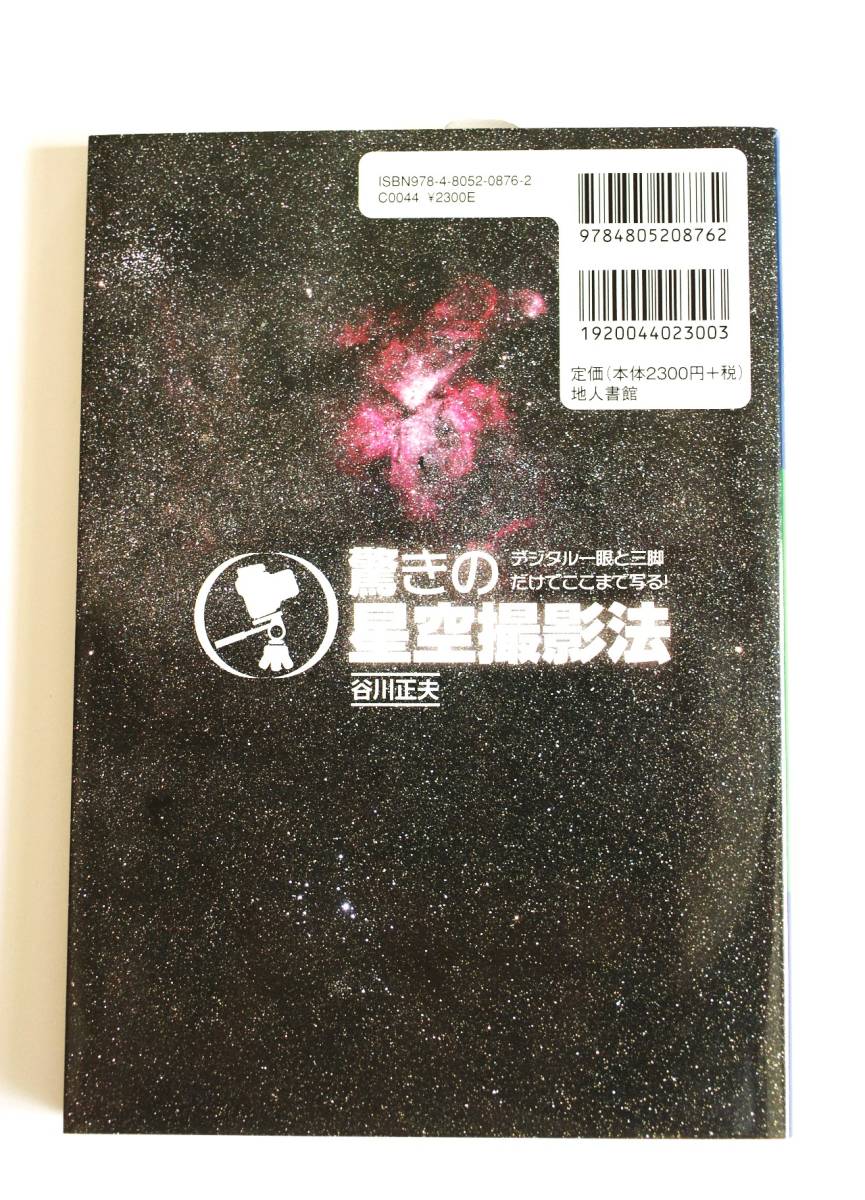 ISBN978-4-8052-0876-2
C0044 ¥2300E
9784805208762
1920044023003
定価(本体2300円+税)
地人書館
デジタル一眼と三脚
だけでここまで写る!
驚きの
星空撮影法
谷川正夫